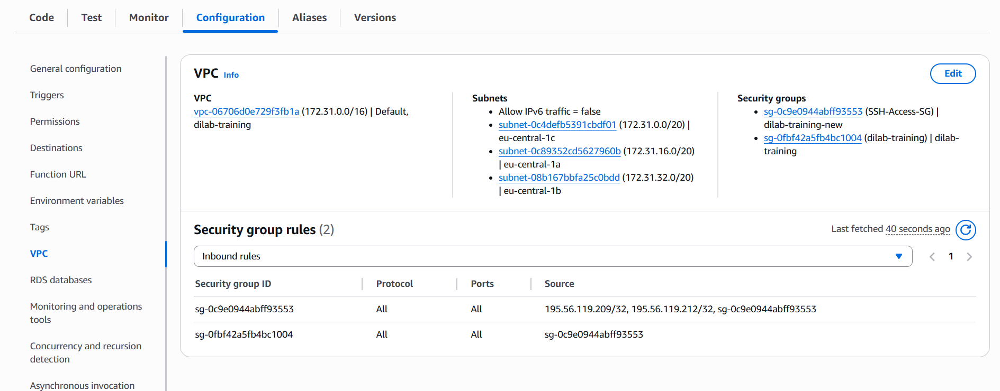 Code
Test
Monitor
Configuration
Aliases
Versions
General configuration
Triggers
Permissions
Destinations
Function URL
Environment variables
Tags
VPC
RDS databases
Monitoring and operations
tools
Concurrency and recursion
detection
Asynchronous invocation
VPC Info
Edit
VPC
vpc-06706d0e729f3fb1a (172.31.0.0/16) | Default,
dilab-training
Subnets
• Allow IPv6 traffic = false
• subnet-0c4defb5391cbdf01 (172.31.0.0/20) |
eu-central-1c
• subnet-0c89352cd5627960b (172.31.16.0/20)
| eu-central-1a
• subnet-08b167bbfa25c0bdd (172.31.32.0/20)
| eu-central-1b
Security groups
• sg-0c9e0944abff93553 (SSH-Access-SG) |
dilab-training-new
• sg-0fbf42a5fb4bc1004 (dilab-training) | dilab-
training
Security group rules (2)
Last fetched 40 seconds ago
Inbound rules
1
Security group ID
Protocol
Ports
Source
sg-0c9e0944abff93553 All All 195.56.119.209/32, 195.56.119.212/32, sg-0c9e0944abff93553
sg-0fbf42a5fb4bc1004 All All sg-0c9e0944abff93553